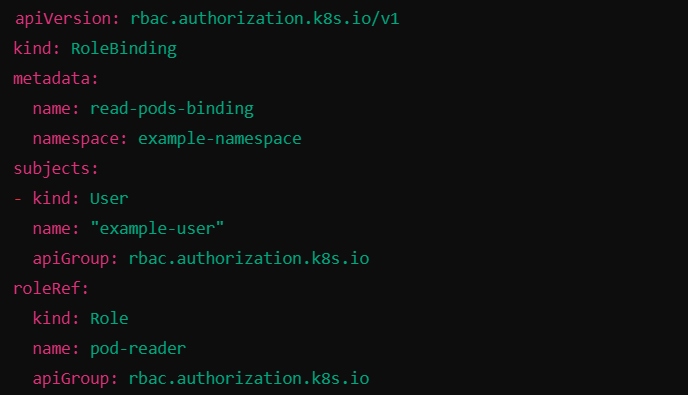 apiVersion: rbac.authorization.k8s.io/v1
kind: RoleBinding
metadata:
  name: read-pods-binding
  namespace: example-namespace
subjects:
- kind: User
  name: "example-user"
  apiGroup: rbac.authorization.k8s.io
roleRef:
  kind: Role
  name: pod-reader
  apiGroup: rbac.authorization.k8s.io